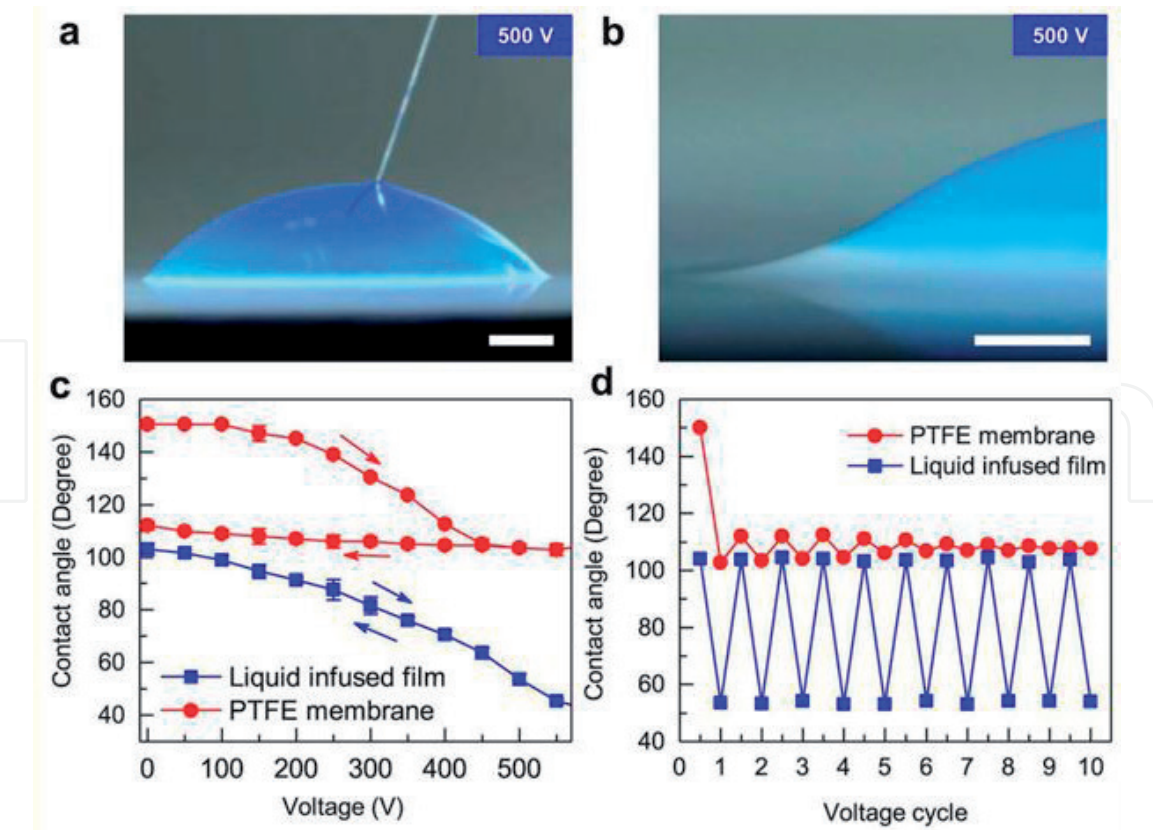 a
500 V
b
500 V
c
160
140
120
100
80
60
40
Contact angle (Degree)
Liquid infused film
PTFE membrane
0 100 200 300 400 500
Voltage (V)
d
160
140
120
100
80
60
40
Contact angle (Degree)
PTFE membrane
Liquid infused film
0 1 2 3 4 5 6 7 8 9 10
Voltage cycle